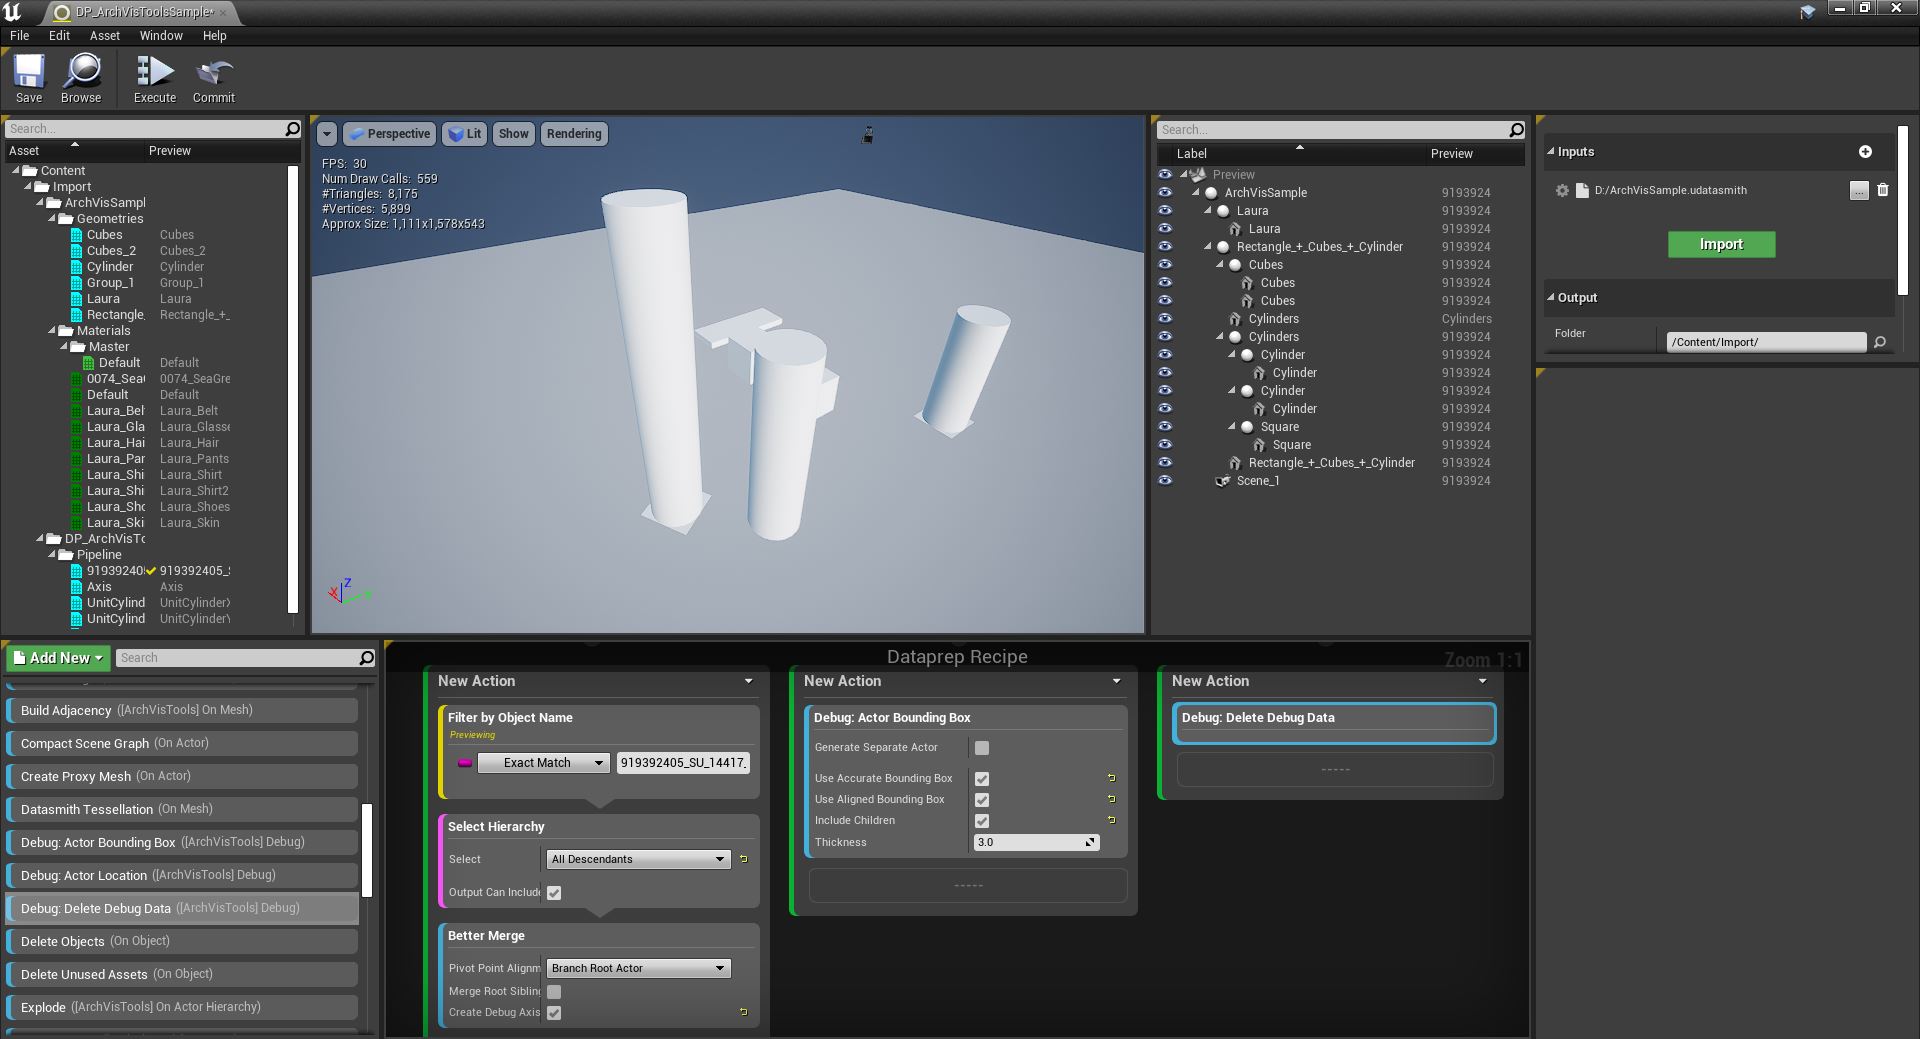 DP_ArchVisToolsSample*
File Edit Asset Window Help
Save Browse Execute Commit
Search...
Asset Preview
Content
Import
ArchVisSampl
Geometries
Cubes Cubes
Cubes_2 Cubes_2
Cylinder Cylinder
Group_1 Group_1
Laura Laura
Rectangle_ Rectangle_+_
Materials
Master
Default Default
0074_Sea 0074_SeaGre
Default Default
Laura_Bel Laura_Belt
Laura_Gla Laura_Glasse
Laura_Hai Laura_Hair
Laura_Par Laura_Pants
Laura_Shi Laura_Shirt
Laura_Shi Laura_Shirt2
Laura_Sho Laura_Shoes
Laura_Ski Laura_Skin
DP_ArchVisTo
Pipeline
91939240 919392405_
Axis Axis
UnitCylind UnitCylinder
UnitCylind UnitCylinder
Perspective Lit Show Rendering
FPS: 30
Num Draw Calls: 559
#Triangles: 8,175
#Vertices: 5,899
Approx Size: 1,111x1,578x543
Z
X
Y
Search...
Label Preview
Preview
ArchVisSample 9193924
Laura 9193924
Laura 9193924
Rectangle_+_Cubes_+_Cylinder 9193924
Cubes 9193924
Cubes 9193924
Cubes 9193924
Cylinders Cylinders
Cylinders 9193924
Cylinder 9193924
Cylinder 9193924
Cylinder 9193924
Cylinder 9193924
Square 9193924
Square 9193924
Rectangle_+_Cubes_+_Cylinder 9193924
Scene_1 9193924
Inputs
D:/ArchVisSample.udatasmith ...
Import
Output
Folder /Content/Import/
Add New Search
Build Adjacency ([ArchVisTools] On Mesh)
Compact Scene Graph (On Actor)
Create Proxy Mesh (On Actor)
Datasmith Tessellation (On Mesh)
Debug: Actor Bounding Box ([ArchVisTools] Debug)
Debug: Actor Location ([ArchVisTools] Debug)
Debug: Delete Debug Data ([ArchVisTools] Debug)
Delete Objects (On Object)
Delete Unused Assets (On Object)
Explode ([ArchVisTools] On Actor Hierarchy)
Dataprep Recipe
Zoom 1:1
New Action
Filter by Object Name
Previewing
Exact Match 919392405_SU_14417_
Select Hierarchy
Select All Descendants
Output Can Include
Better Merge
Pivot Point Alignm Branch Root Actor
Merge Root Sibling
Create Debug Axis
New Action
Debug: Actor Bounding Box
Generate Separate Actor
Use Accurate Bounding Box
Use Aligned Bounding Box
Include Children
Thickness 3.0
-----
New Action
Debug: Delete Debug Data
-----